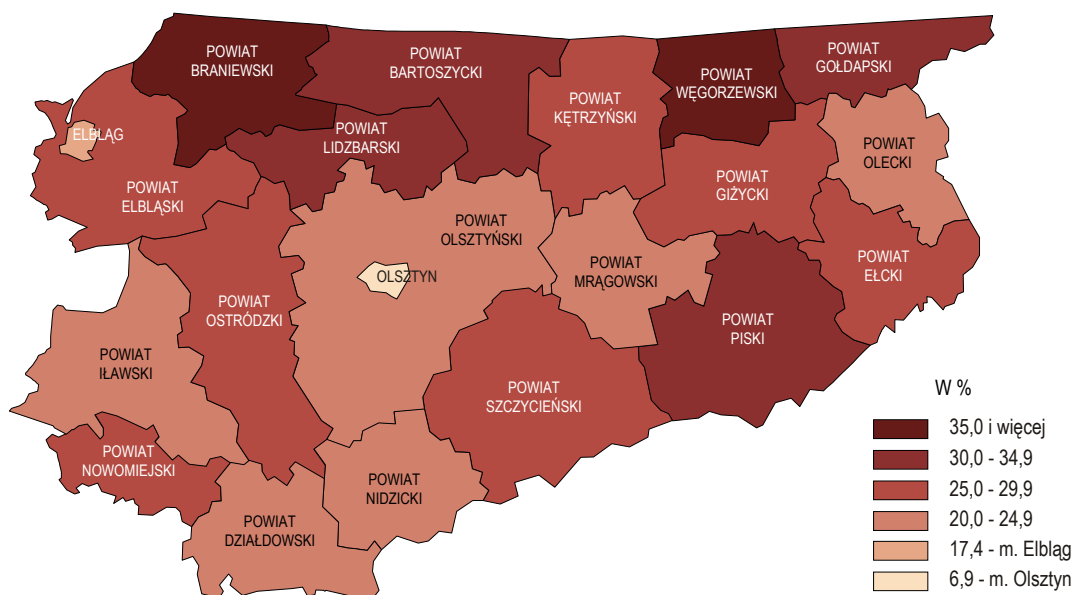 POWIAT
BRANIEWSKI
POWIAT
BARTOSZYCKI
POWIAT
GOŁDAPSKI
POWIAT
WĘGORZEWSKI
POWIAT
KĘTRZYŃSKI
ELBLĄG
POWIAT
LIDZBARSKI
POWIAT
OLECKI
POWIAT
ELBLĄSKI
POWIAT
GIŻYCKI
POWIAT
OLSZTYŃSKI
POWIAT
EŁCKI
OLSZTYN
POWIAT
MRĄGOWSKI
POWIAT
OSTRÓDZKI
POWIAT
PISKI
POWIAT
IŁAWSKI
POWIAT
SZCZYCIEŃSKI
POWIAT
NOWOMIEJSKI
POWIAT
NIDZICKI
POWIAT
DZIAŁDOWSKI
W %
35,0 i więcej
30,0 - 34,9
25,0 - 29,9
20,0 - 24,9
17,4 - m. Elbląg
6,9 - m. Olsztyn